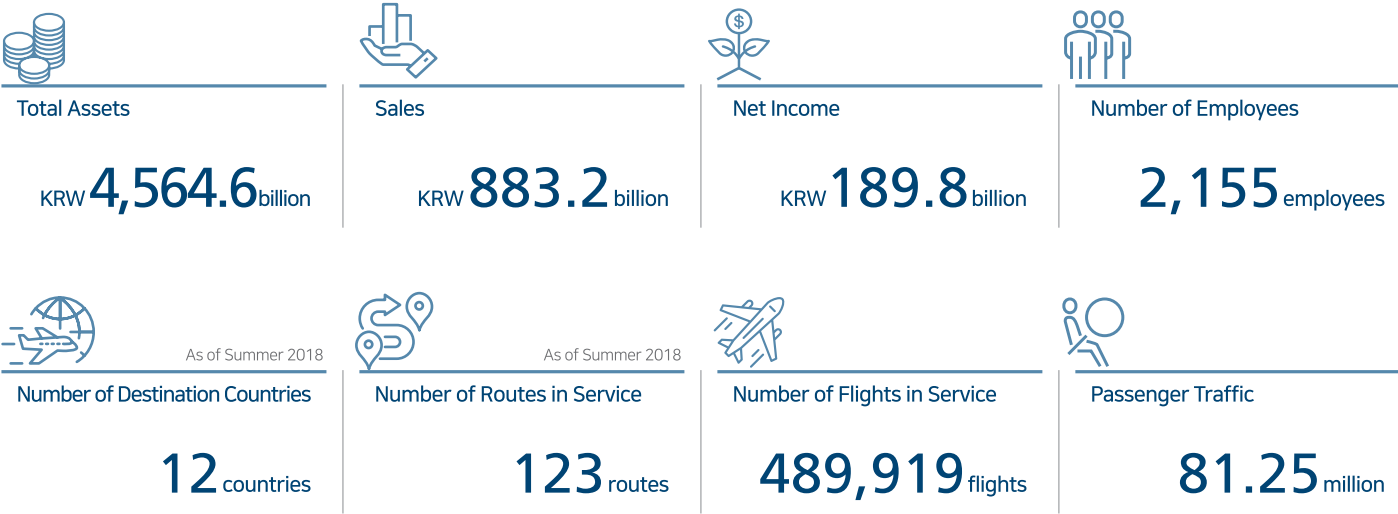 Total Assets
KRW 4,564.6 billion
Sales
KRW 883.2 billion
Net Income
KRW 189.8 billion
Number of Employees
2,155 employees
As of Summer 2018
Number of Destination Countries
12 countries
As of Summer 2018
Number of Routes in Service
123 routes
Number of Flights in Service
489,919 flights
Passenger Traffic
81.25 million